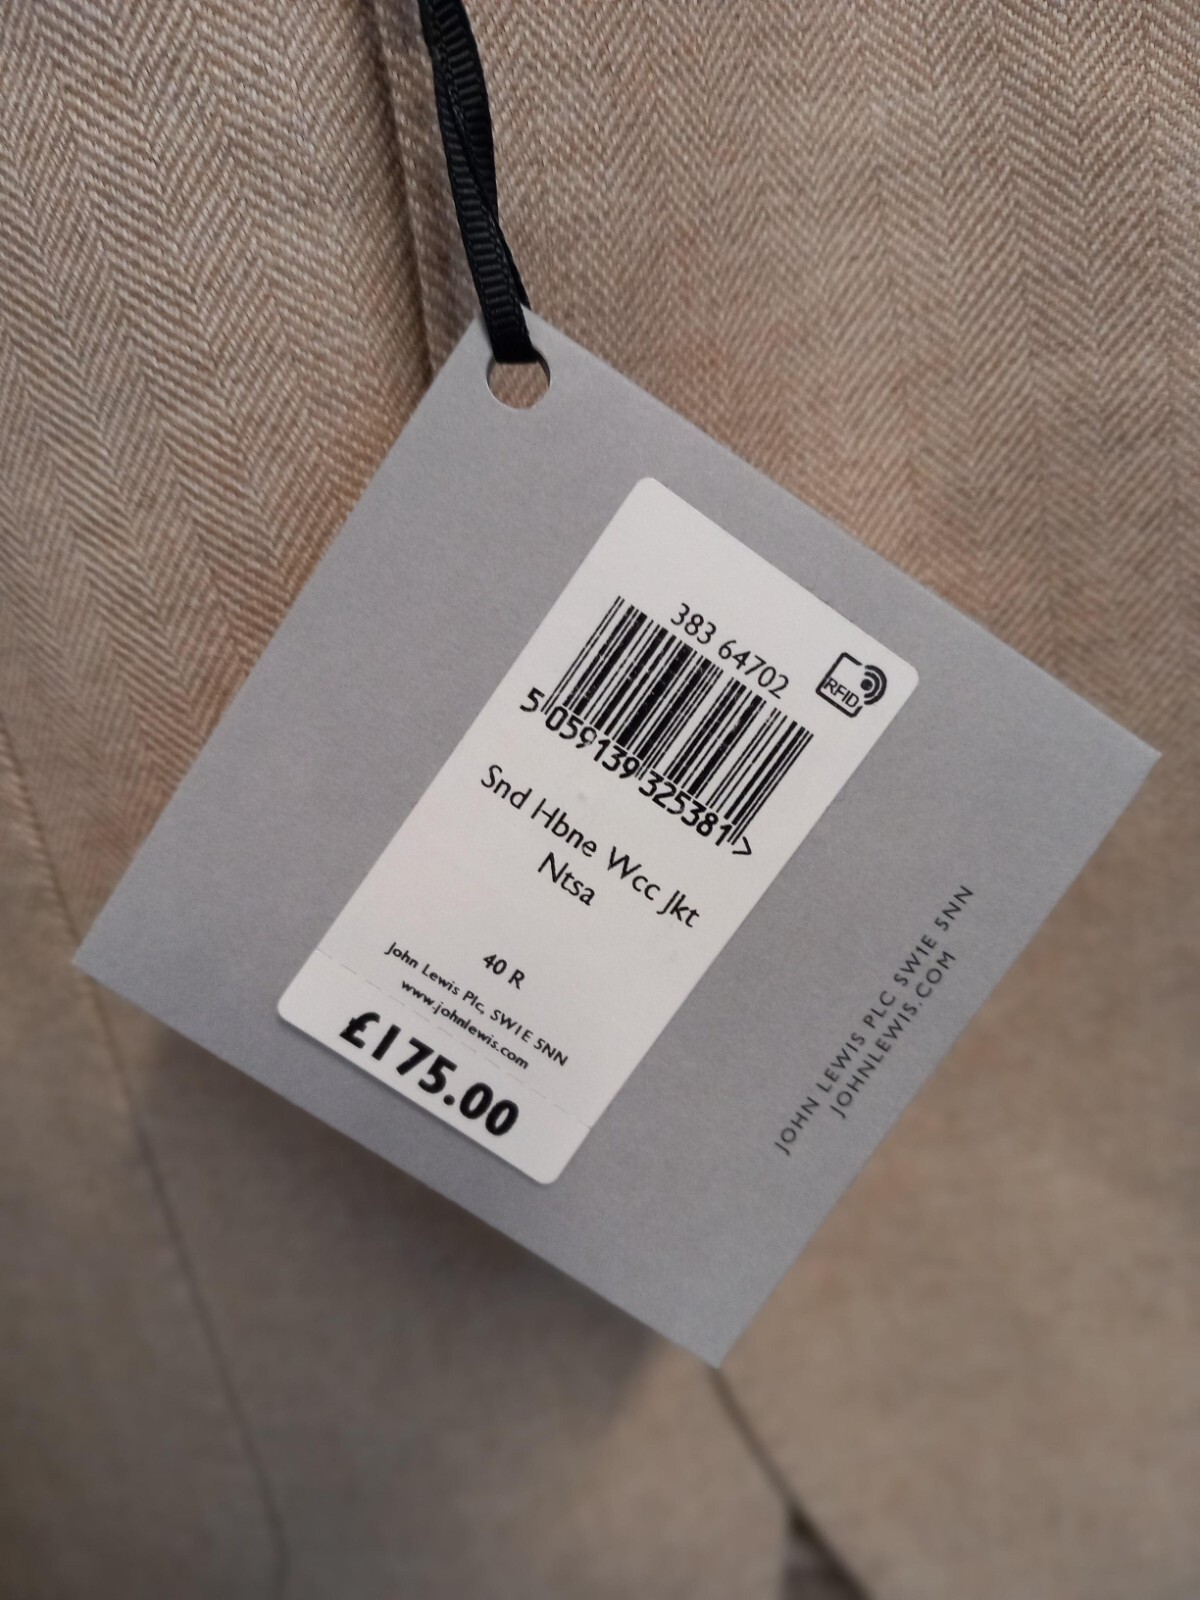 383 64702
RFID
5 059139 325381 >
Snd Hbne Wcc Jkt
Ntsa
40 R
John Lewis Plc, SW1E 5NN
www.johnlewis.com
£175.00
JOHN LEWIS PLC SW1E 5NN
JOHNLEWIS.COM